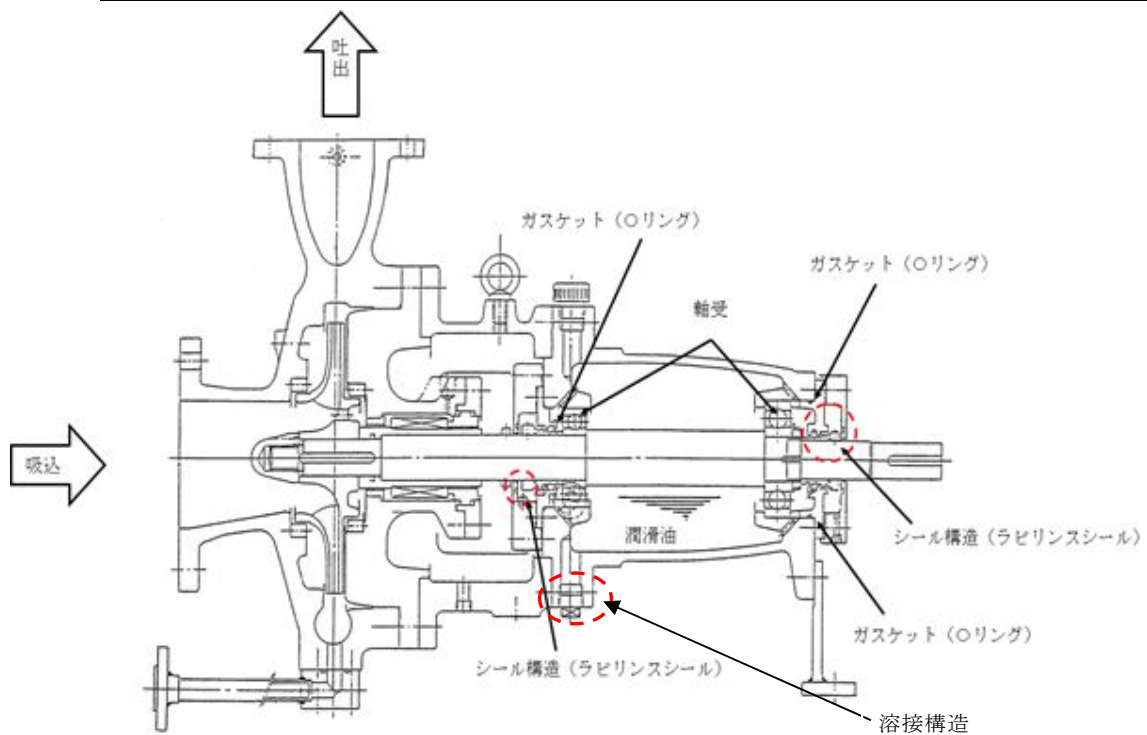 吐出
ガスケット（Oリング）
ガスケット（Oリング）
軸受
吸込
潤滑油
シール構造（ラビリンスシール）
ガスケット（Oリング）
シール構造（ラビリンスシール）
溶接構造